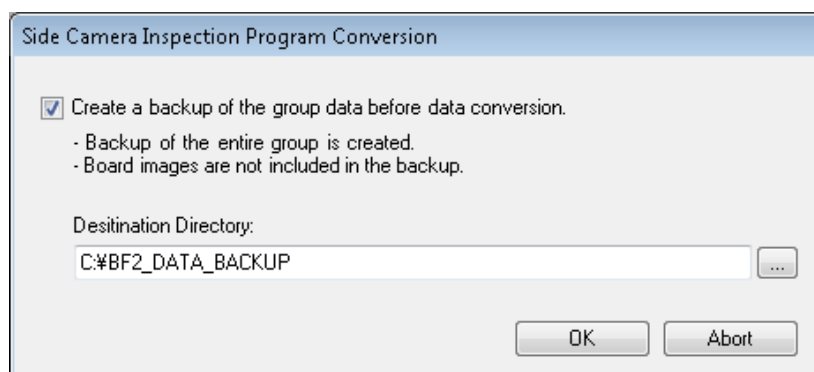 Side Camera Inspection Program Conversion
Create a backup of the group data before data conversion.
- Backup of the entire group is created.
- Board images are not included in the backup.
Desitination Directory:
C:¥BF2_DATA_BACKUP
...
OK Abort